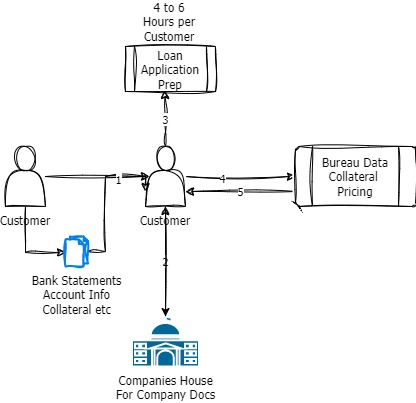 4 to 6
Hours per
Customer
Loan
Application
Prep
3
1
4
5
Bureau Data
Collateral
Pricing
Customer
Customer
2
Bank Statements
Account Info
Collateral etc
Companies House
For Company Docs